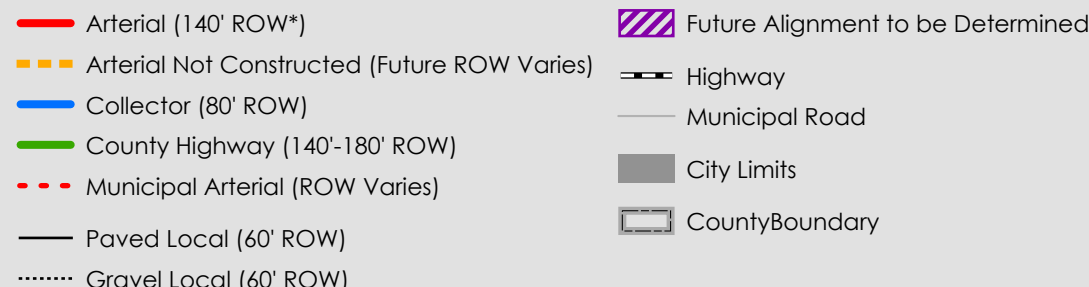 Arterial (140' ROW*)
Arterial Not Constructed (Future ROW Varies)
Collector (80' ROW)
County Highway (140'-180' ROW)
Municipal Arterial (ROW Varies)
Paved Local (60' ROW)
Gravel Local (60' ROW)
Future Alignment to be Determined
Highway
Municipal Road
City Limits
CountyBoundary